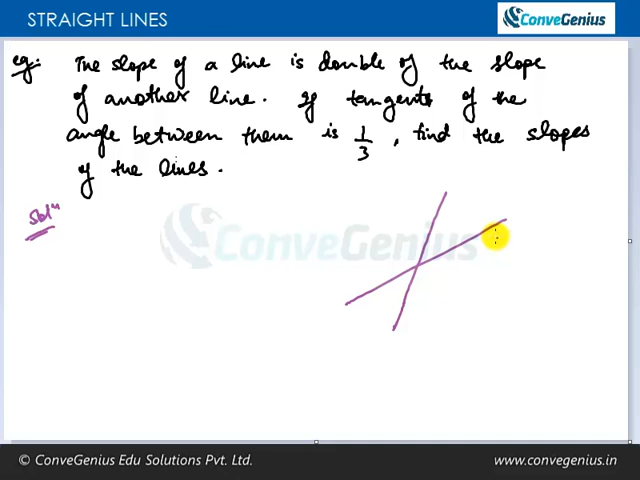 STRAIGHT LINES
ConveGenius
eg: The slope of a line is double of the slope
of another line. If tangents of the
angle between them is 1/3, find the slopes
of the lines.
Solⁿ
ConveGenius
© ConveGenius Edu Solutions Pvt. Ltd.
www.convegenius.in